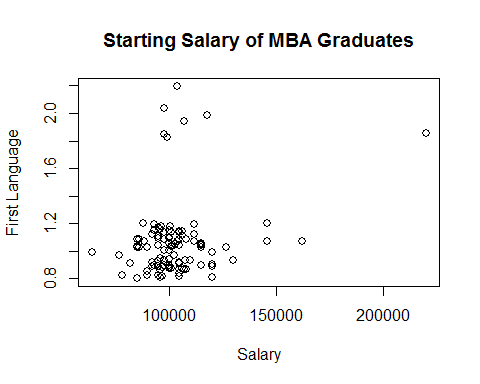 Starting Salary of MBA Graduates
First Language
2.0
1.6
1.2
0.8
100000 150000 200000
Salary